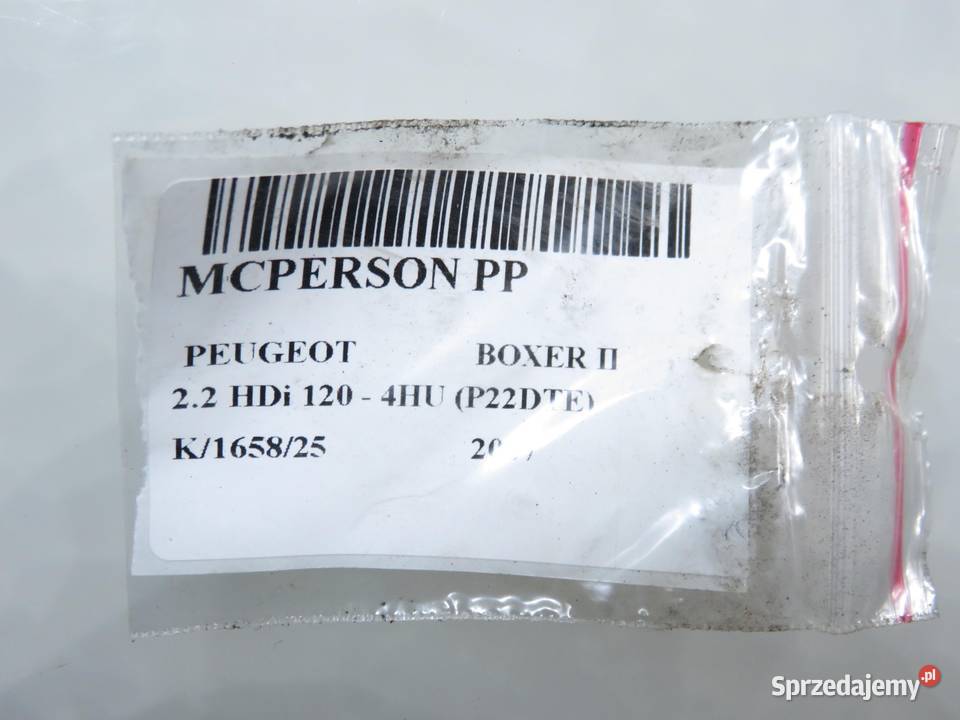 MCPERSON PP
PEUGEOT BOXER II
2.2 HDi 120 - 4HU (P22DTE)
K/1658/25
Sprzedajemy.pl